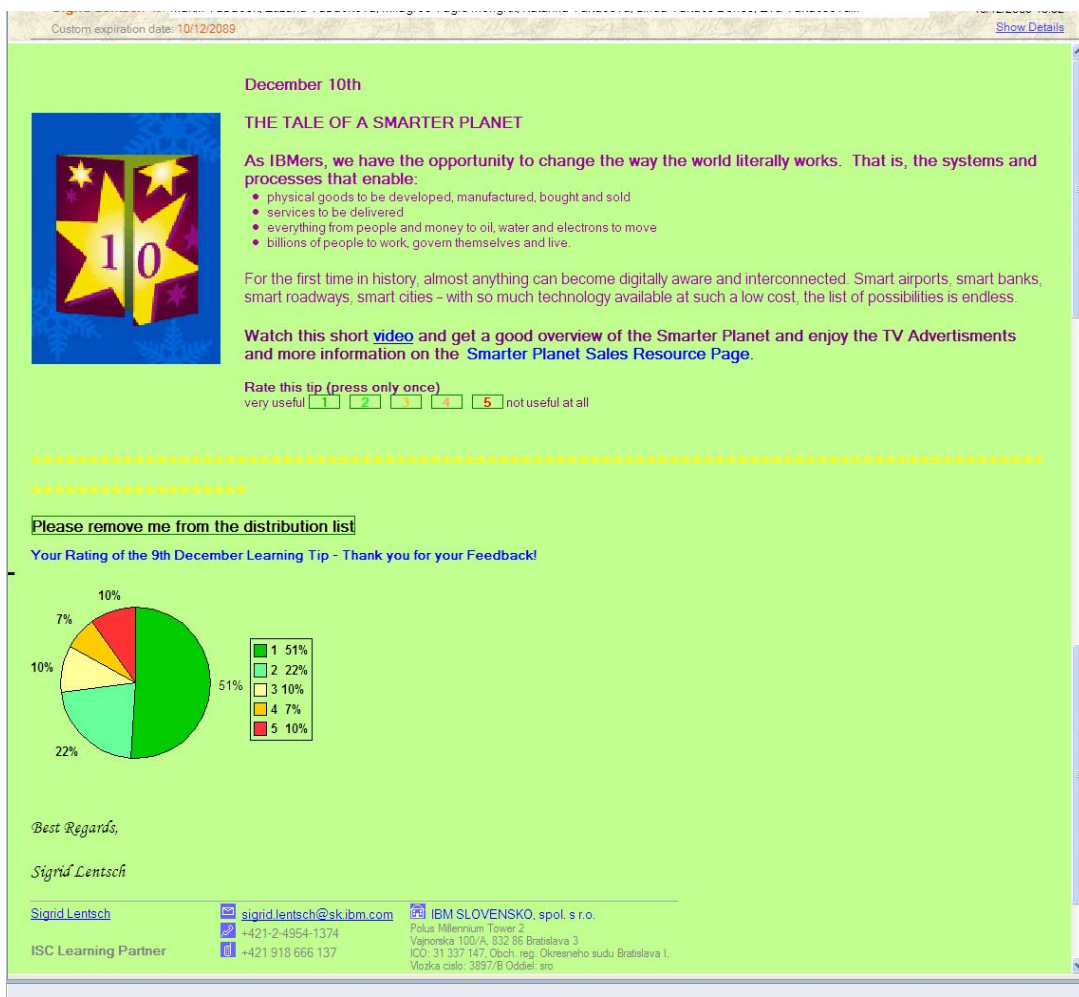 Custom expiration date: 10/12/2089
Show Details
December 10th
THE TALE OF A SMARTER PLANET
As IBMers, we have the opportunity to change the way the world literally works. That is, the systems and
processes that enable:
physical goods to be developed, manufactured, bought and sold
services to be delivered
everything from people and money to oil, water and electrons to move
billions of people to work, govern themselves and live.
10
For the first time in history, almost anything can become digitally aware and interconnected. Smart airports, smart banks,
smart roadways, smart cities – with so much technology available at such a low cost, the list of possibilities is endless.
Watch this short video and get a good overview of the Smarter Planet and enjoy the TV Advertisments
and more information on the Smarter Planet Sales Resource Page.
Rate this tip (press only once)
very useful 1 2 3 4 5 not useful at all
Please remove me from the distribution list
Your Rating of the 9th December Learning Tip - Thank you for your Feedback!
10%
7%
10%
51%
22%
1 51%
2 22%
3 10%
4 7%
5 10%
Best Regards,
Sigrid Lentsch
Sigrid Lentsch
ISC Learning Partner
sigrid.lentsch@sk.ibm.com
+421-2-4954-1374
+421 918 666 137
IBM SLOVENSKO, spol. s r.o.
Polus Millennium Tower 2
Vajnorska 100/A, 832 86 Bratislava 3
ICO: 31 337 147, Obch. reg. Okresneho sudu Bratislava I.
Vlozka cislo: 3897/B Oddiel: sro